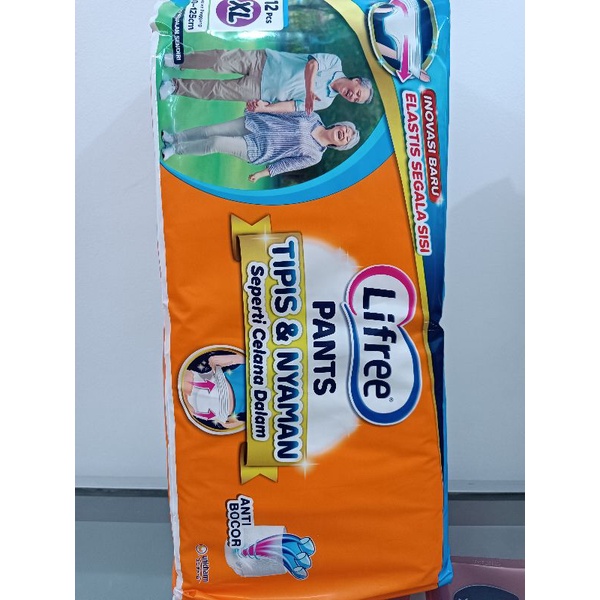 INOVASI BARU
ELASTIS SEGALA SISI
Lifree®
PANTS
TIPIS & NYAMAN
Seperti Celana Dalam
XL
12 Pcs
ANTI
BOCOR